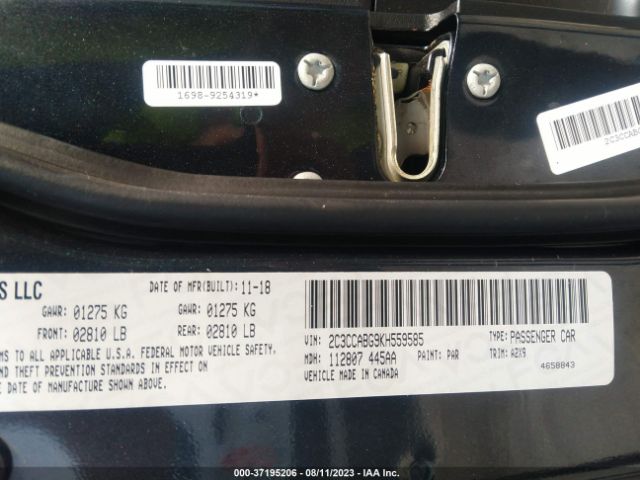 1698-9254319*
2C3CCABG
S LLC
DATE OF MFR(BUILT): 11-18
GAWR: 01275 KG GAWR: 01275 KG
FRONT: 02810 LB REAR: 02810 LB
MS TO ALL APPLICABLE U.S.A. FEDERAL MOTOR VEHICLE SAFETY,
ND THEFT PREVENTION STANDARDS IN EFFECT ON
E DATE OF MANUFACTURE SHOWN ABOVE.
VIN: 2C3CCABG9KH559585 TYPE: PASSENGER CAR
MDH: 112807 445AA PAINT: PAR TRIM: A2X9
VEHICLE MADE IN CANADA 4658843
000-37195206 - 08/11/2023 - IAA Inc.